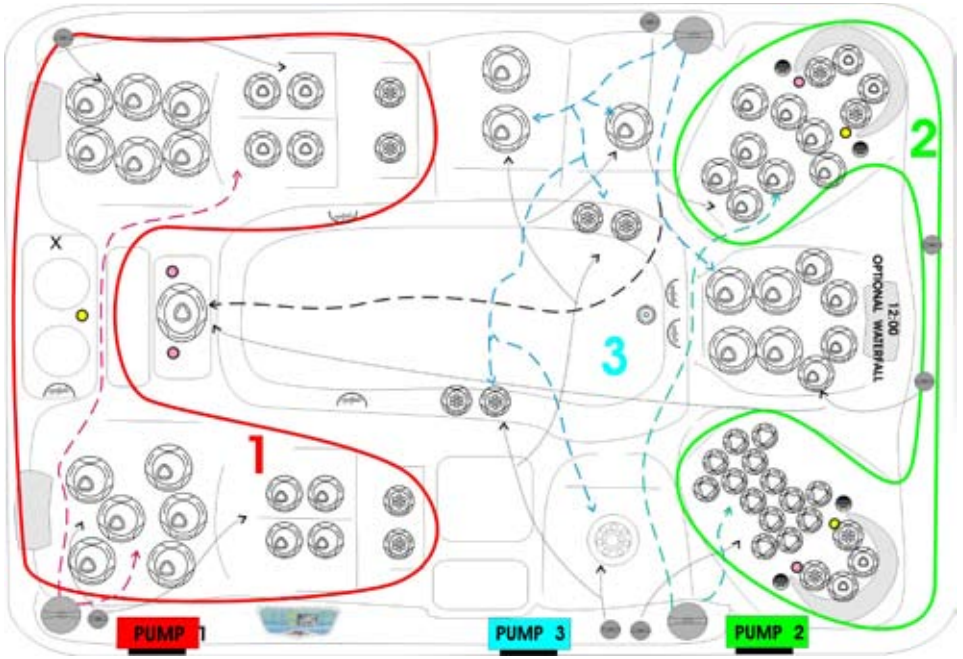 2
X
12:00
OPTIONAL WATERFALL
3
1
PUMP 1
PUMP 3
PUMP 2